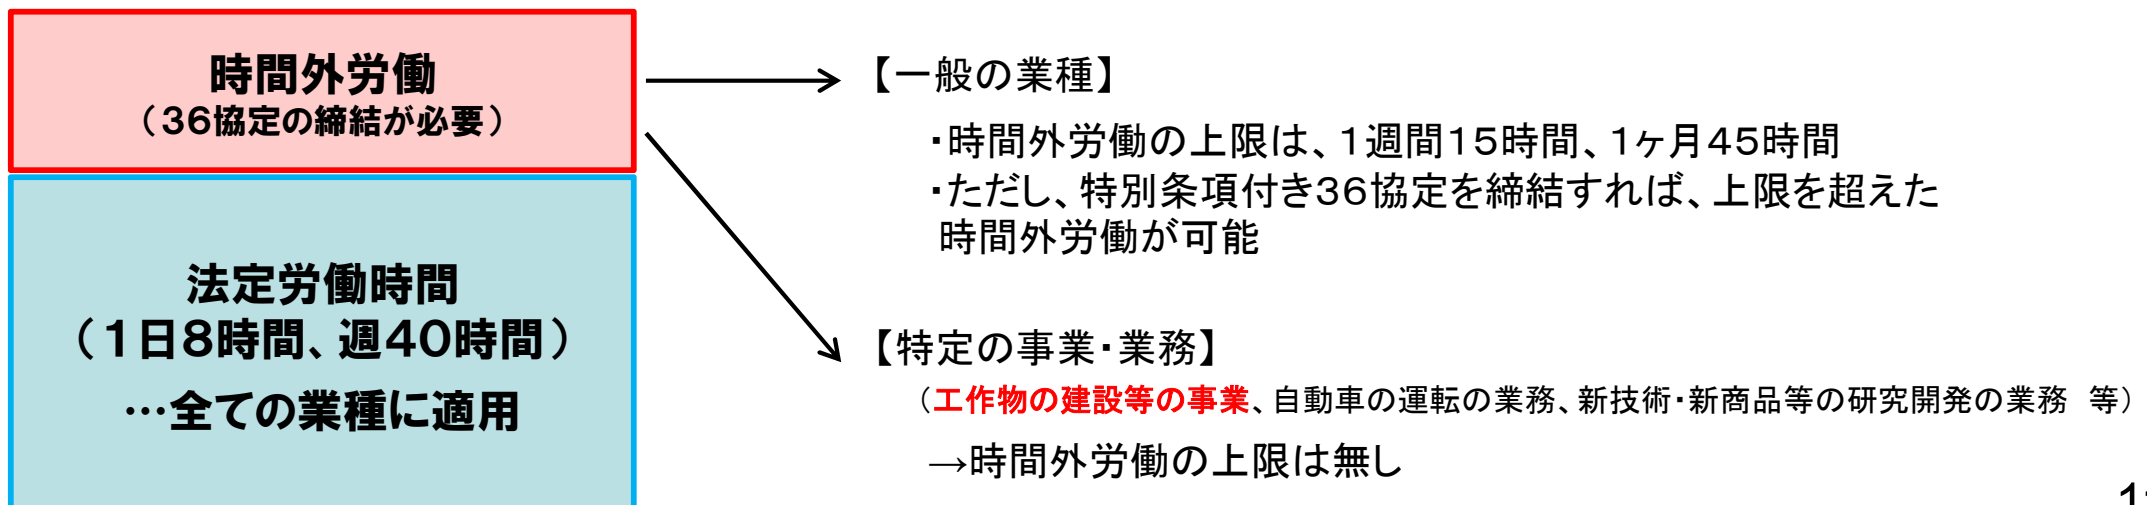 時間外労働
(36協定の締結が必要)
法定労働時間
(1日8時間、週40時間)
…全ての業種に適用
【一般の業種】
・時間外労働の上限は、1週間15時間、1ヶ月45時間
・ただし、特別条項付き36協定を締結すれば、上限を超えた
時間外労働が可能
【特定の事業・業務】
(工作物の建設等の事業、自動車の運転の業務、新技術・新商品等の研究開発の業務 等)
→時間外労働の上限は無し